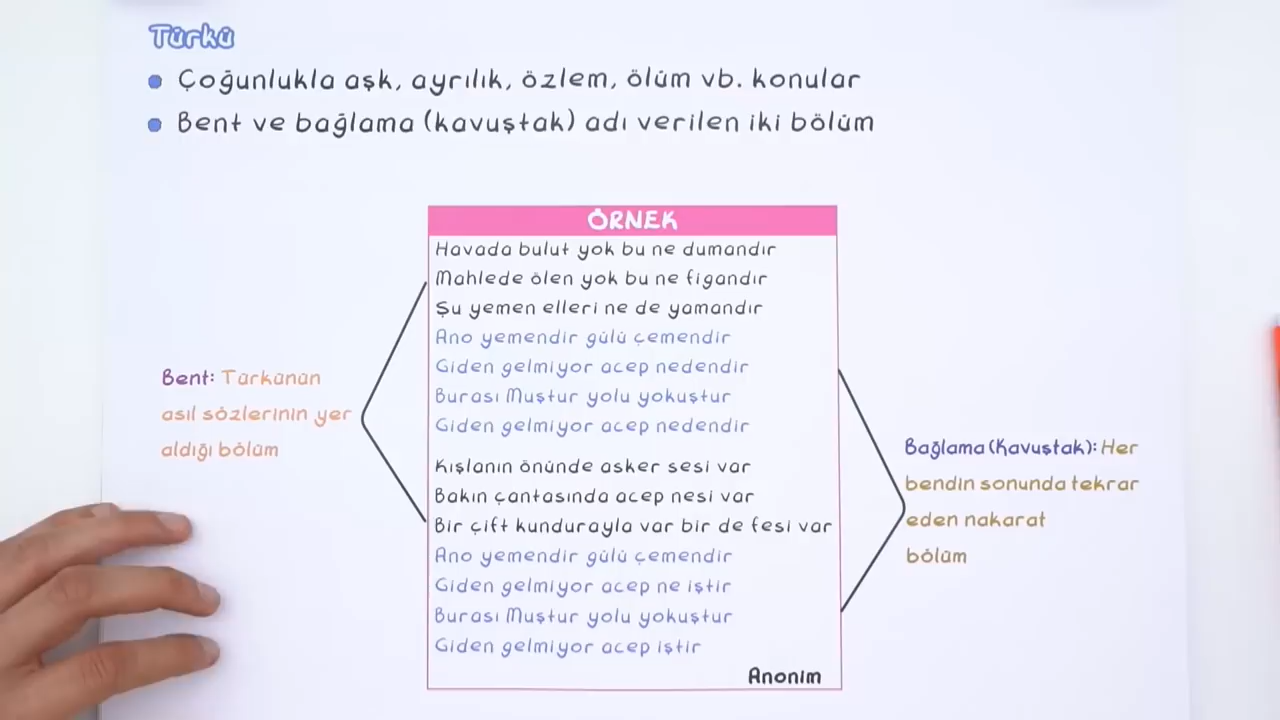 Türkü
Çoğunlukla aşk, ayrılık, özlem, ölüm vb. konular
Bent ve bağlama (kavuştak) adı verilen iki bölüm
ÖRNEK
Havada bulut yok bu ne dumandır
Mahlede ölen yok bu ne figandır
Şu yemen elleri ne de yamandır
Ano yemendir gülü çemendir
Giden gelmiyor acep nedendir
Burası Muştur yolu yokuştur
Giden gelmiyor acep nedendir
Kışlanın önünde asker sesi var
Bakın çantasında acep nesi var
Bir çift kundurayla var bir de fesi var
Ano yemendir gülü çemendir
Giden gelmiyor acep ne iştir
Burası Muştur yolu yokuştur
Giden gelmiyor acep iştir
Anonim
Bent: Türkünün
asıl sözlerinin yer
aldığı bölüm
Bağlama (Kavuştak): Her
bendin sonunda tekrar
eden nakarat
bölüm